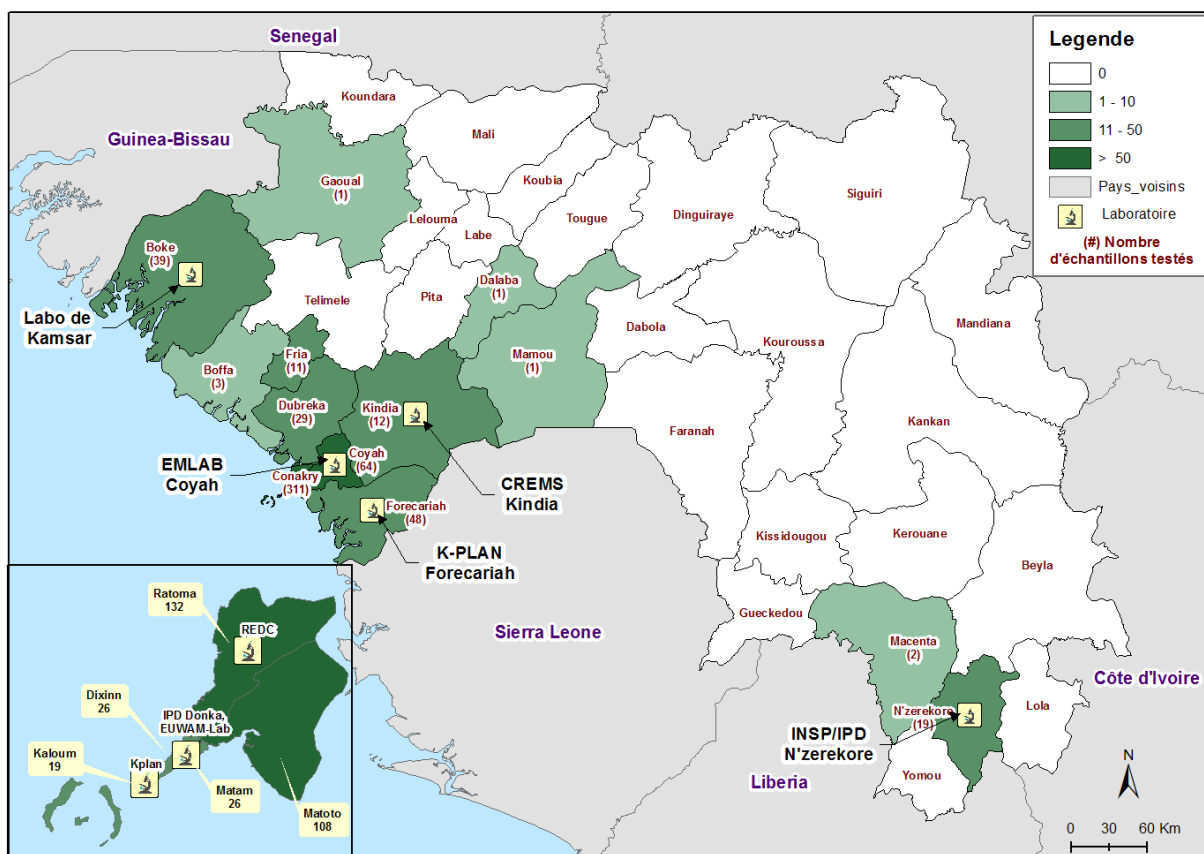 Senegal
Guinea-Bissau
Koundara
Mali
Gaoual
(1)
Koubia
Lelouma
Tougue
Labe
Dinguiraye
Siguiri
Boke
(39)
Dalaba
(1)
Pita
Telimele
Labo de
Kamsar
Mamou
(1)
Dabola
Kouroussa
Mandiana
Boffa
(3)
Fria
(11)
Dubreka
(29)
Kindia
(12)
Faranah
Kankan
EMLAB
Coyah
Coyah
(64)
Conakry
(311)
CREMS
Kindia
Forecariah
(48)
K-PLAN
Forecariah
Kissidougou
Kerouane
Beyla
Gueckedou
Sierra Leone
Macenta
(2)
Côte d'Ivoire
N'zerekore
(19)
Lola
INSP/IPD
N'zerekore
Yomou
Liberia
Legende
0
1 - 10
11 - 50
> 50
Pays_voisins
Laboratoire
(#) Nombre
d'échantillons testés
Ratoma
132
REDC
Dixinn
26
IPD Donka,
EUWAM-Lab
Kaloum
19
Kplan
Matam
26
Matoto
108
N
0 30 60 Km